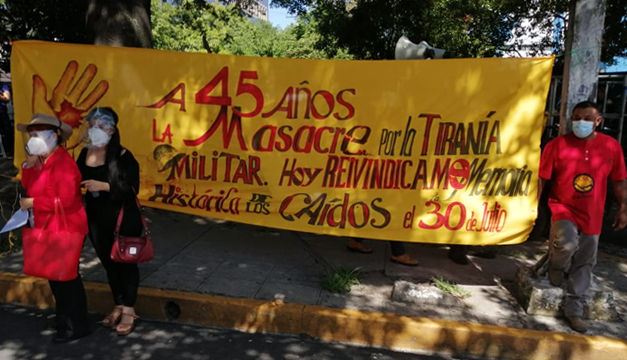 A 45 AÑOS
LA MASACRE POR la TIRANÍA
MILITAR. Hoy REIVINDICAMOS Memoria
Histórica de los CAÍDOS el 30 de Julio